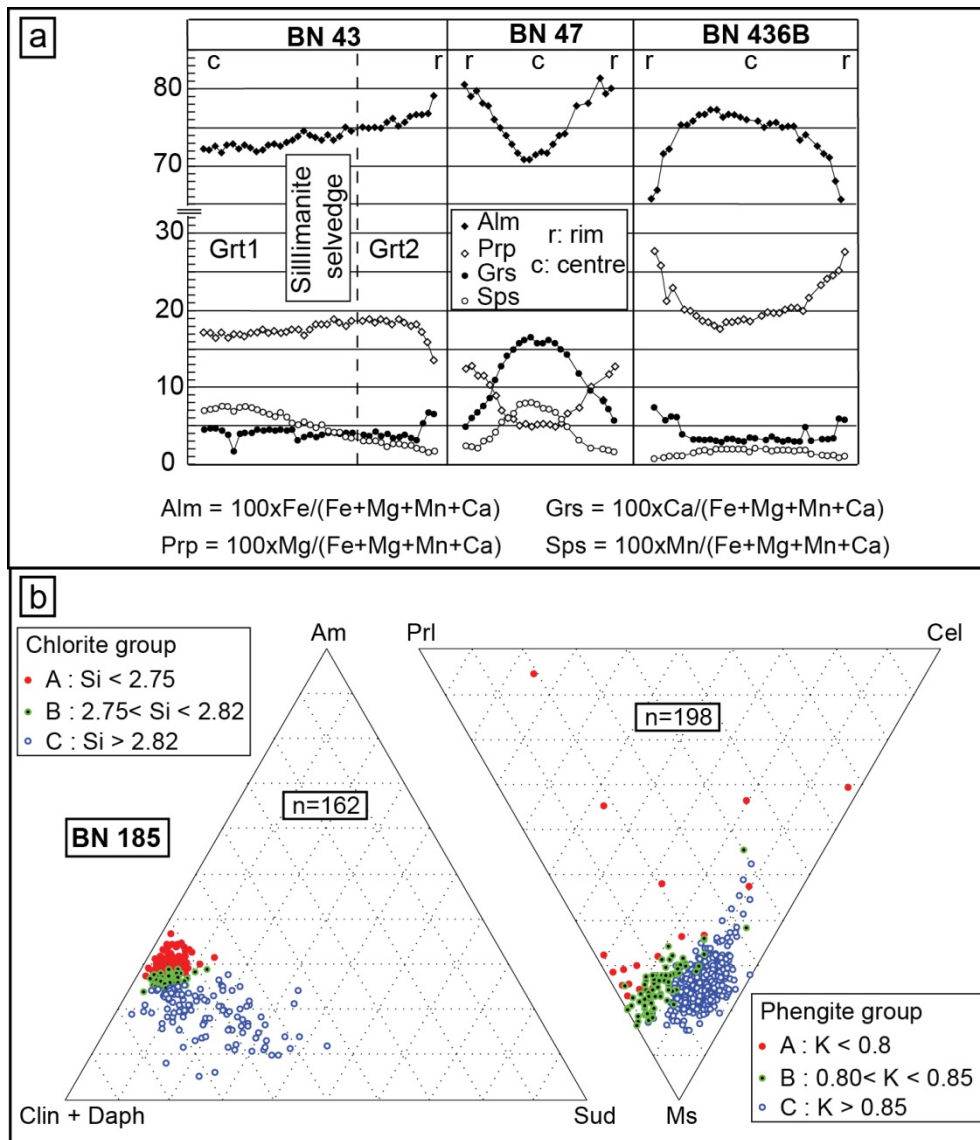 a
BN 43
BN 47
BN 436B
c
r
r
c
r
r
c
r
80
70
30
20
10
0
Grt1
Silllimanite
selvedge
Grt2
Alm
Prp
Grs
Sps
r: rim
c: centre
Alm = 100xFe/(Fe+Mg+Mn+Ca)
Grs = 100xCa/(Fe+Mg+Mn+Ca)
Prp = 100xMg/(Fe+Mg+Mn+Ca)
Sps = 100xMn/(Fe+Mg+Mn+Ca)
b
Chlorite group
A : Si < 2.75
B : 2.75< Si < 2.82
C : Si > 2.82
Am
Prl
Cel
n=162
n=198
BN 185
Clin + Daph
Sud
Ms
Phengite group
A : K < 0.8
B : 0.80< K < 0.85
C : K > 0.85